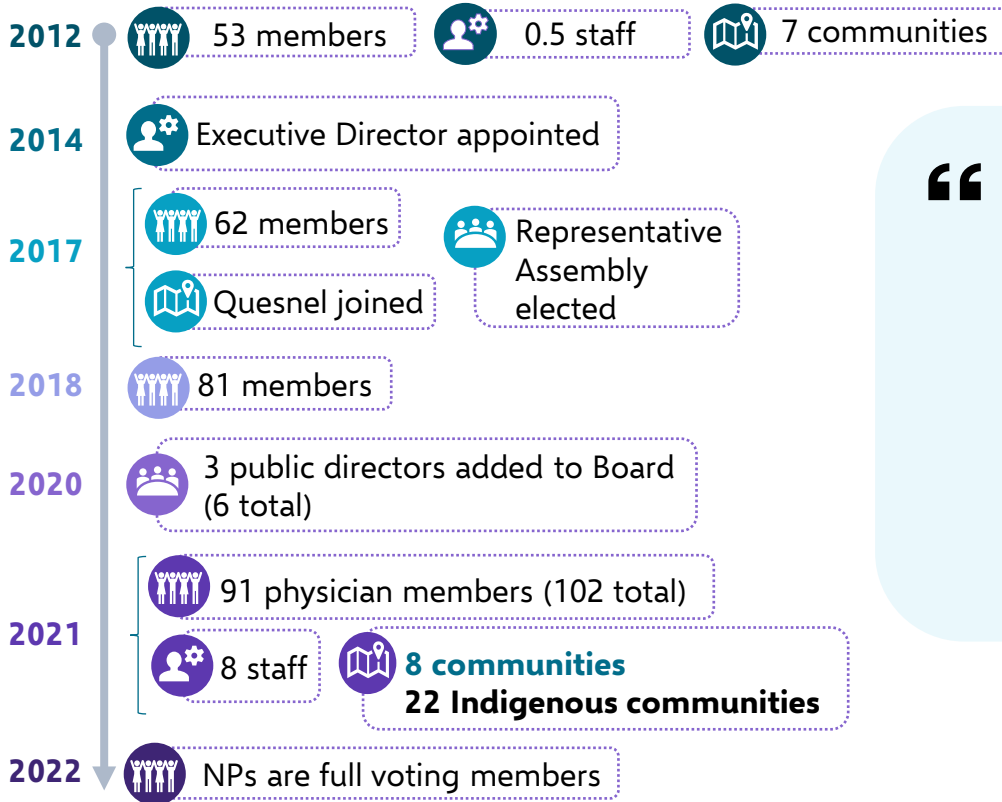 2012
53 members
0.5 staff
7 communities
2014
Executive Director appointed
2017
62 members
Quesnel joined
Representative
Assembly
elected
2018
81 members
2020
3 public directors added to Board
(6 total)
2021
91 physician members (102 total)
8 staff
8 communities
22 Indigenous communities
2022
NPs are full voting members
“